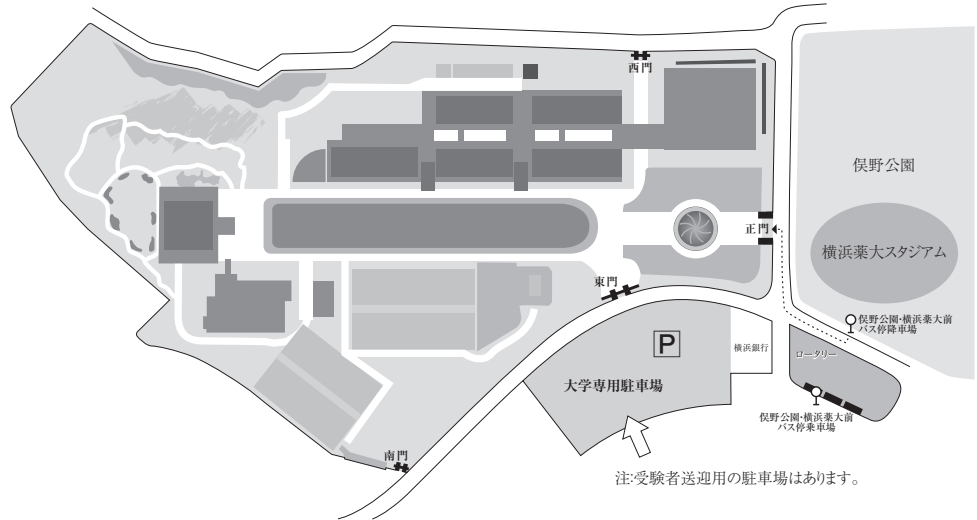 西門
俣野公園
正門
横浜薬大スタジアム
東門
俣野公園・横浜薬大前
バス停降車場
P
横浜銀行
ロータリー
大学専用駐車場
俣野公園・横浜薬大前
バス停乗車場
南門
注:受験者送迎用の駐車場はあります。